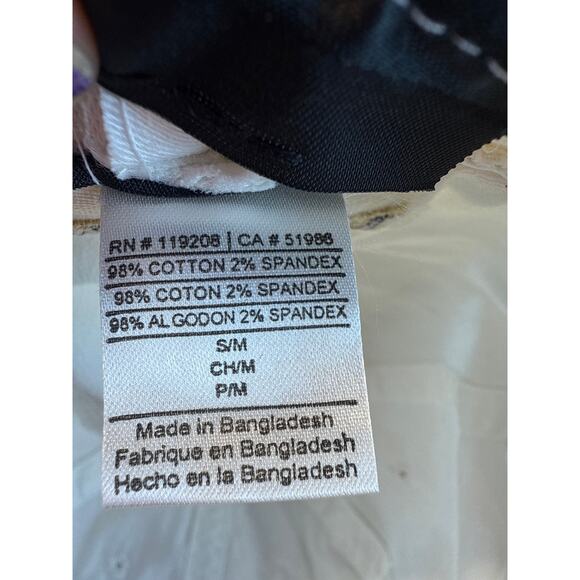 RN # 119208 | CA # 51986
98% COTTON 2% SPANDEX
98% COTON 2% SPANDEX
98% ALGODON 2% SPANDEX
S/M
CH/M
P/M
Made in Bangladesh
Fabrique en Bangladesh
Hecho en la Bangladesh